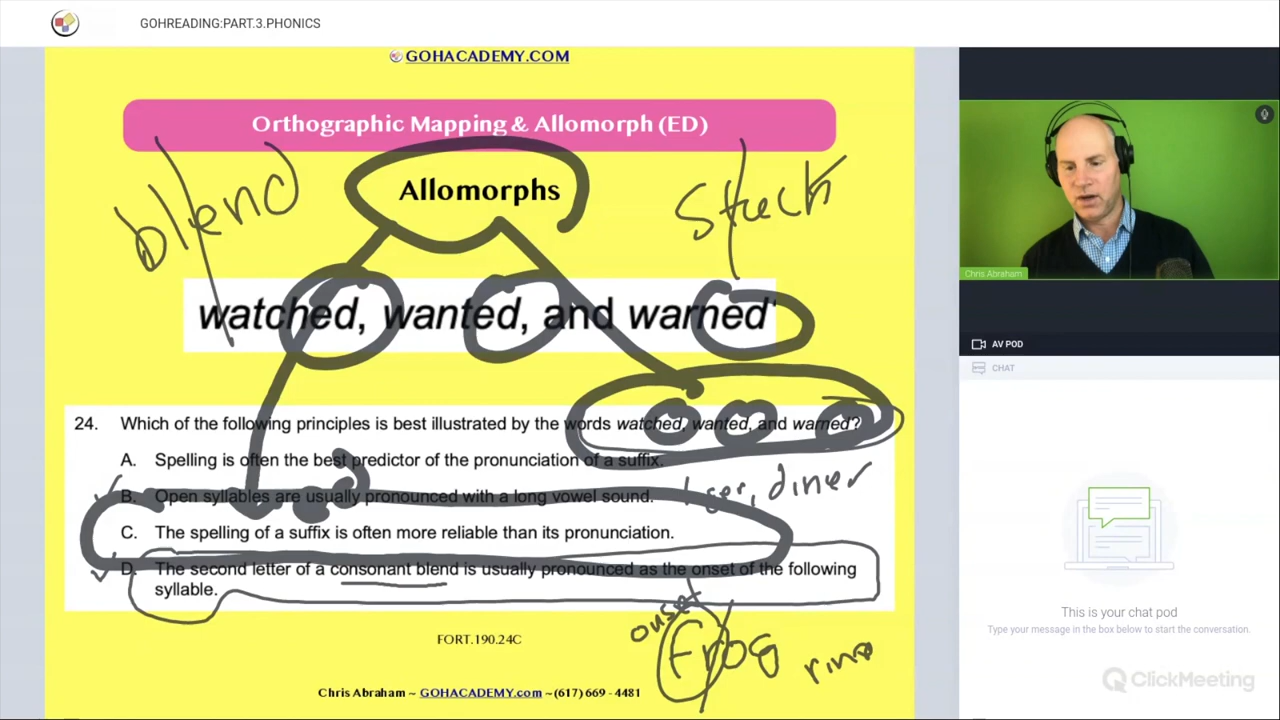 GOHREADING:PART.3.PHONICS
GOHACADEMY.COM
Orthographic Mapping & Allomorph (ED)
blend
Allomorphs
watched, wanted, and warned
24. Which of the following principles is best illustrated by the words watched, wanted, and warned?
A. Spelling is often the best predictor of the pronunciation of a suffix.
B. Open syllables are usually pronounced with a long vowel sound.
diner
C. The spelling of a suffix is often more reliable than its pronunciation.
D. The second letter of a consonant blend is usually pronounced as the onset of the following
syllable.
onset
frog
FORT.190.24C
Chris Abraham ~ GOHACADEMY.com ~ (617) 669 - 4481
Chris Abraham
AV POD
CHAT
This is your chat pod
Type your message in the box below to start the conversation.
ClickMeeting